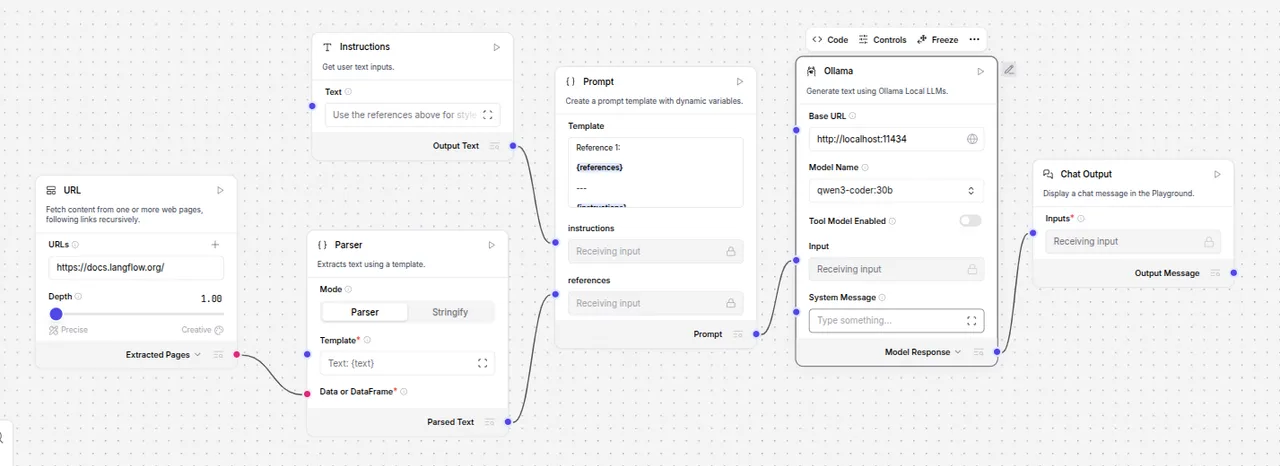 URL
Fetch content from one or more web pages,
following links recursively.
URLs
https://docs.langflow.org/
Depth
1.00
Precise
Creative
Extracted Pages
Instructions
Get user text inputs.
Text
Use the references above for style
Output Text
Parser
Extracts text using a template.
Mode
Parser
Stringify
Template*
Text: {text}
Data or DataFrame*
Parsed Text
Prompt
Create a prompt template with dynamic variables.
Template
Reference 1:
{references}
---
{instructions}
instructions
Receiving input
references
Receiving input
Prompt
Code
Controls
Freeze
Ollama
Generate text using Ollama Local LLMs.
Base URL
http://localhost:11434
Model Name
qwen3-coder:30b
Tool Model Enabled
Input
Receiving input
System Message
Type something...
Model Response
Chat Output
Display a chat message in the Playground.
Inputs*
Receiving input
Output Message